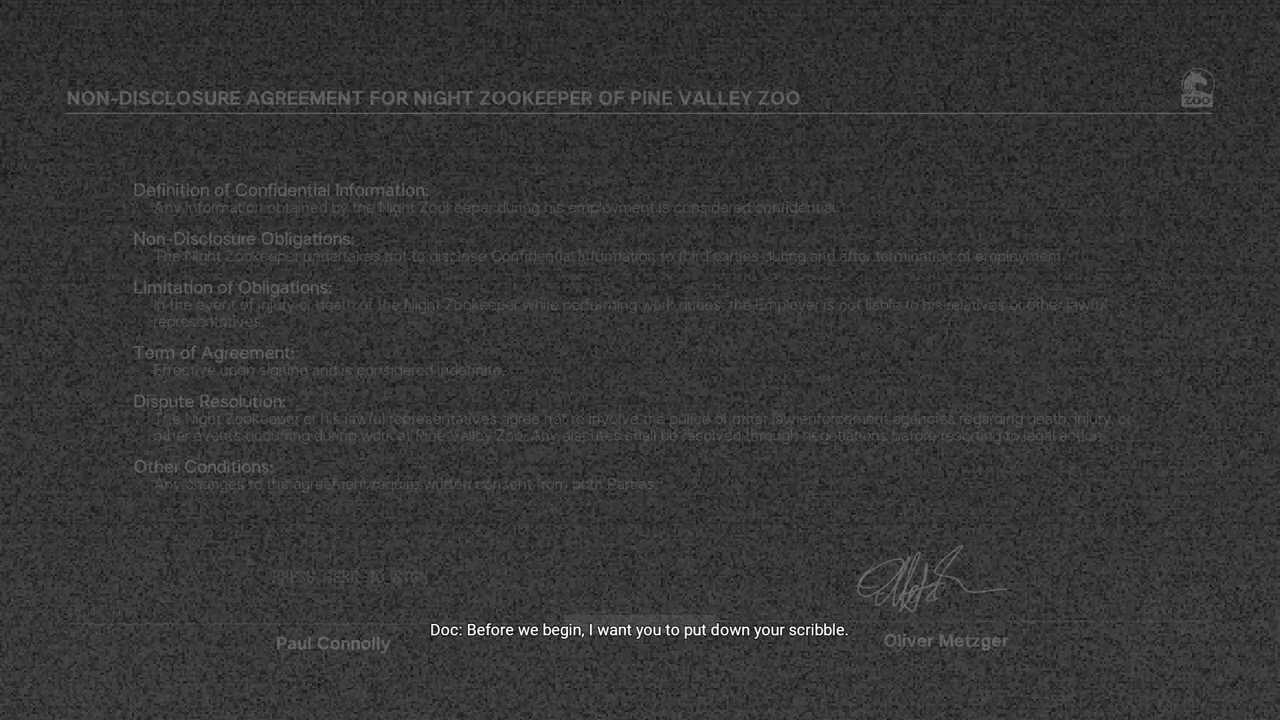 NON-DISCLOSURE AGREEMENT FOR NIGHT ZOOKEEPER OF PINE VALLEY ZOO
ZOO
Definition of Confidential Information:
Any information obtained by the Night Zookeeper during his employment is considered confidential.
Non-Disclosure Obligations:
The Night Zookeeper undertakes not to disclose Confidential Information to third parties during and after termination of employment.
Limitation of Obligations:
In the event of injury or death of the Night Zookeeper while performing work duties, the Employer is not liable to his relatives or other lawful
representatives.
Term of Agreement:
Effective upon signing and is considered indefinite.
Dispute Resolution:
The Night Zookeeper or his lawful representatives agree not to involve the police or other law enforcement agencies regarding death, injury, or
other events occurring during work at Pine Valley Zoo. Any disputes shall be resolved through negotiations before resorting to legal action.
Other Conditions:
Any changes to this agreement require written consent from both Parties.
PRESS HERE TO SIGN
Doc: Before we begin, I want you to put down your scribble.
Paul Connolly
Oliver Metzger